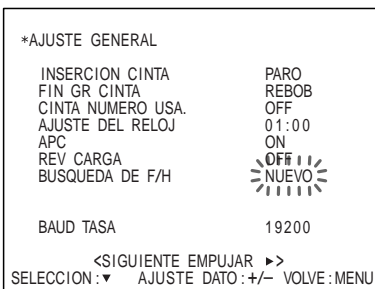 *AJUSTE GENERAL
INSERCION CINTA PARO
FIN GR CINTA REBOB
CINTA NUMERO USA. OFF
AJUSTE DEL RELOJ 01:00
APC ON
REV CARGA OFF
BUSQUEDA DE F/H NUEVO
BAUD TASA 19200
<SIGUIENTE EMPUJAR ►>
SELECCION:▼ AJUSTE DATO:+/− VOLVE:MENU